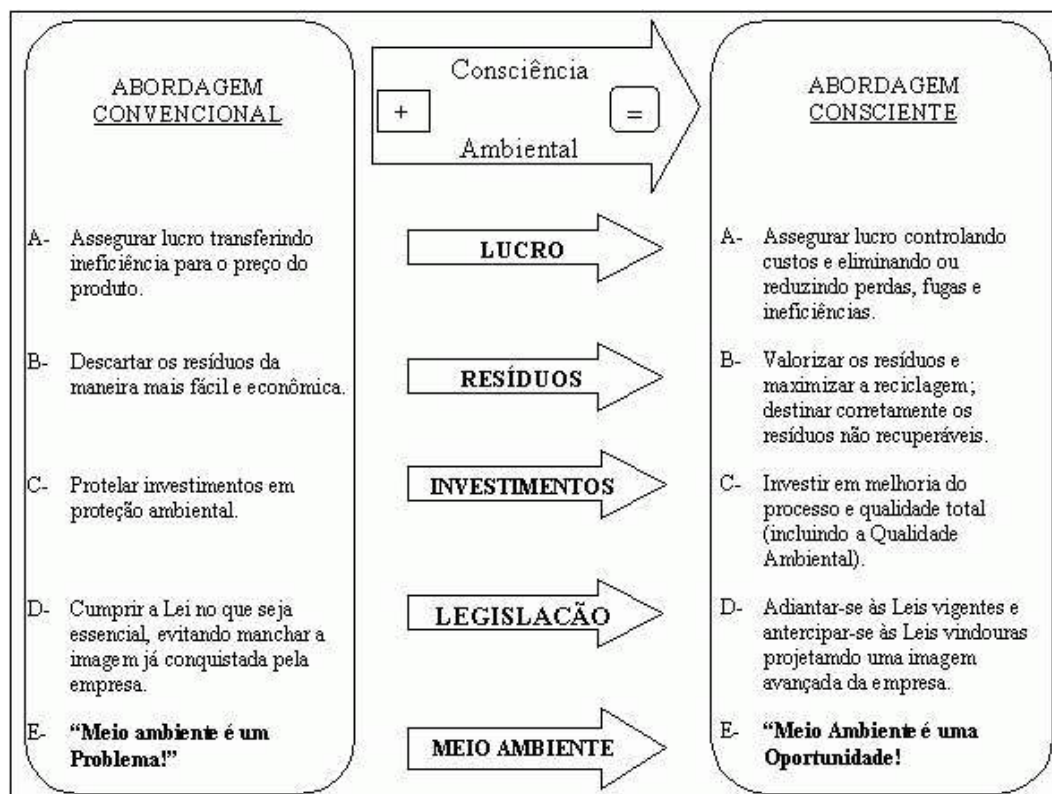 ABORDAGEM
CONVENCIONAL
A- Assegurar lucro transferindo
ineficiência para o preço do
produto.
B- Descartar os resíduos da
maneira mais fácil e econômica.
C- Protelar investimentos em
proteção ambiental.
D- Cumprir a Lei no que seja
essencial, evitando manchar a
imagem já conquistada pela
empresa.
E- “Meio ambiente é um
Problema!”
Consciência
+ =
Ambiental
LUCRO
RESÍDUOS
INVESTIMENTOS
LEGISLACÃO
MEIO AMBIENTE
ABORDAGEM
CONSCIENTE
A- Assegurar lucro controlando
custos e eliminando ou
reduzindo perdas, fugas e
ineficiências.
B- Valorizar os resíduos e
maximizar a reciclagem;
destinar corretamente os
resíduos não recuperáveis.
C- Investir em melhoria do
processo e qualidade total
(incluindo a Qualidade
Ambiental).
D- Adiantar-se às Leis vigentes e
antercipar-se às Leis vindouras
projetamdo uma imagem
avançada da empresa.
E- “Meio Ambiente é uma
Oportunidade!